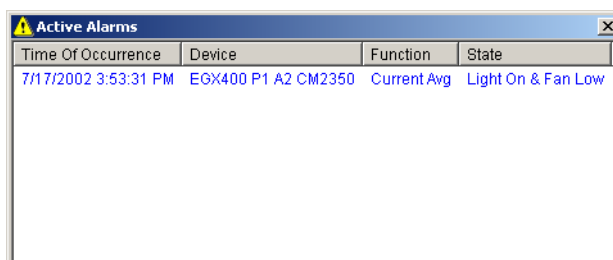 Active Alarms
Time Of Occurrence Device Function State
7/17/2002 3:53:31 PM EGX400 P1 A2 CM2350 Current Avg Light On & Fan Low